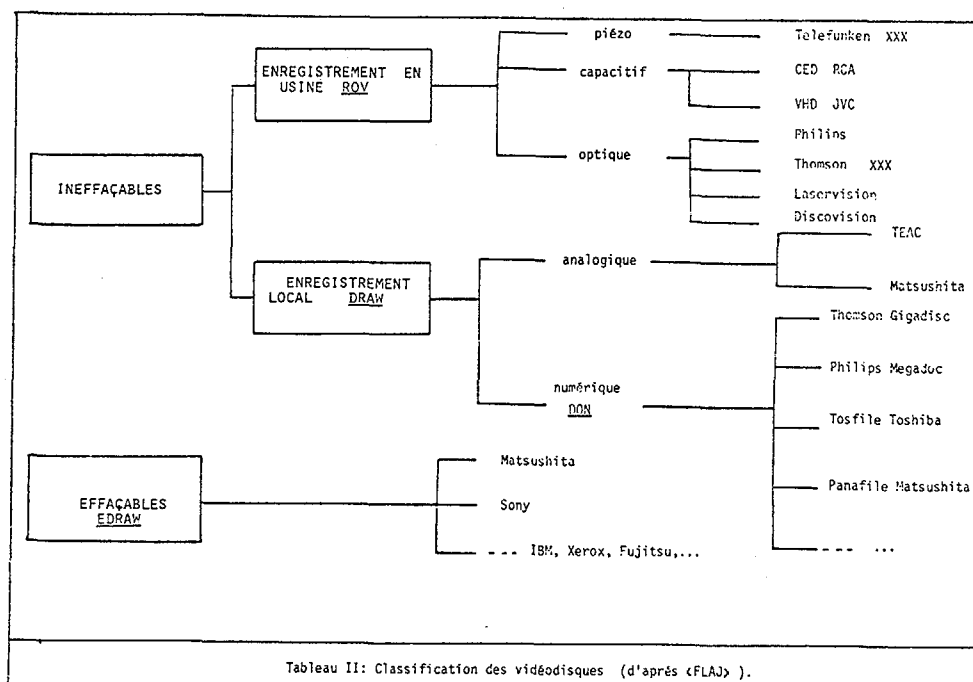 piézo
Telefunken XXX
ENREGISTREMENT EN
USINE ROV
capacitif
CED RCA
VHD JVC
optique
Philips
Thomson XXX
Laservision
Discovision
INEFFAÇABLES
ENREGISTREMENT
LOCAL DRAW
analogique
TEAC
Matsushita
numérique
DON
Thomson Gigadisc
Philips Megadoc
Tosfile Toshiba
Panafile Matsushita
--- ...
EFFAÇABLES
EDRAW
Matsushita
Sony
--- IBM, Xerox, Fujitsu,...
Tableau II: Classification des vidéodisques (d'aprés <FLAJ> ).